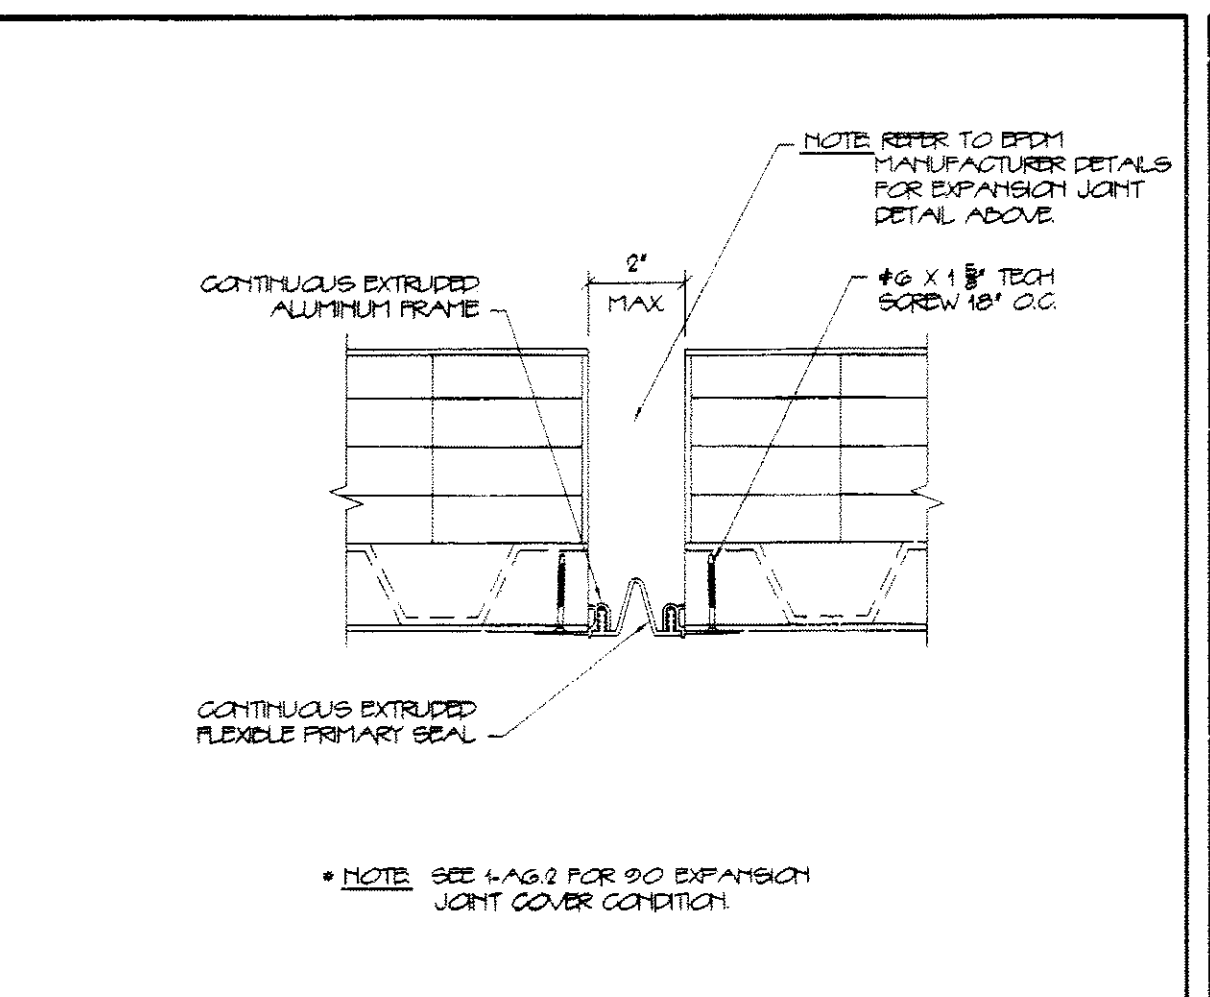 NOTE: REFER TO EPDM
MANUFACTURER DETAILS
FOR EXPANSION JOINT
DETAIL ABOVE.
2"
MAX
CONTINUOUS EXTRUDED
ALUMINUM FRAME
#6 X 1 5/8" TECH
SCREW 18" O.C.
CONTINUOUS EXTRUDED
FLEXIBLE PRIMARY SEAL
* NOTE: SEE 1-A6.2 FOR 90 EXPANSION
JOINT COVER CONDITION.